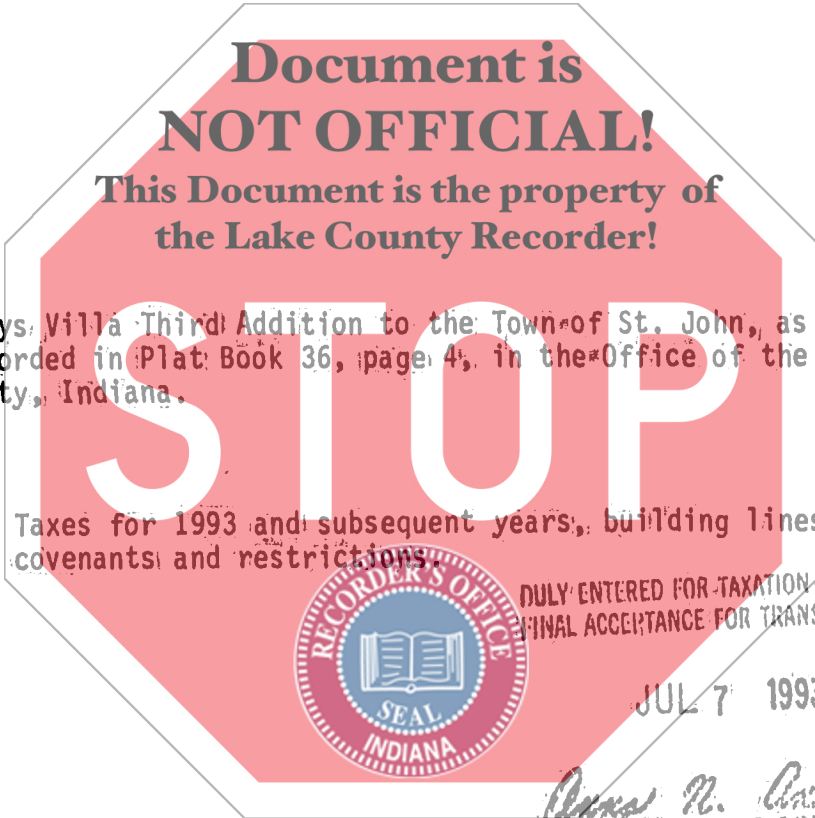 Document is
NOT OFFICIAL!
This Document is the property of
the Lake County Recorder!
STOP
ys Villa Third Addition to the Town of St. John, as
orded in Plat Book 36, page 4, in the Office of the
ty, Indiana.
Taxes for 1993 and subsequent years, building lines
covenants and restrictions.
RECORDER'S OFFICE
SEAL
INDIANA
DULY ENTERED FOR TAXATION
FINAL ACCEPTANCE FOR TRANS
JUL 7 1993
Anna N.